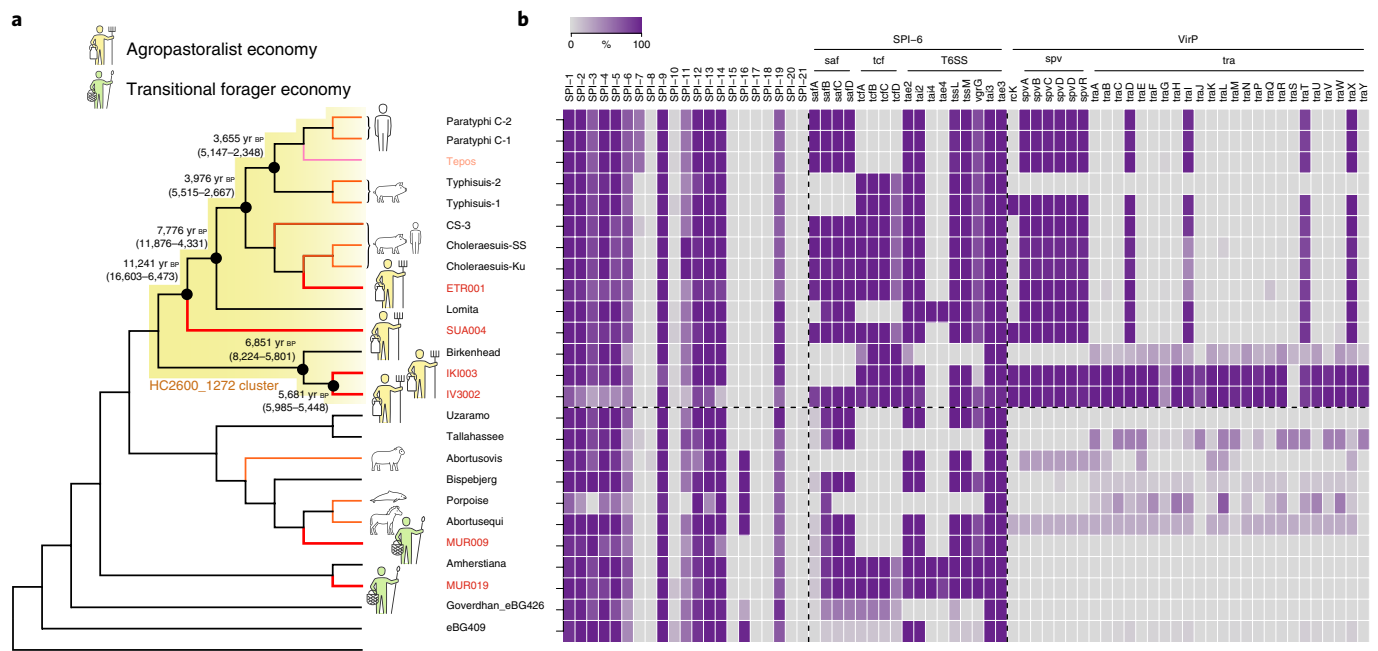 a
Agropastoralist economy
Transitional forager economy
3,655 yr BP
(5,147–2,348)
3,976 yr BP
(5,515–2,667)
7,776 yr BP
(11,876–4,331)
11,241 yr BP
(16,603–6,473)
6,851 yr BP
(8,224–5,801)
HC2600_1272 cluster
5,681 yr BP
(5,985–5,448)
Paratyphi C-2
Paratyphi C-1
Tepos
Typhisuis-2
Typhisuis-1
CS-3
Choleraesuis-SS
Choleraesuis-Ku
ETR001
Lomita
SUA004
Birkenhead
IKI003
IV3002
Uzaramo
Tallahassee
Abortusovis
Bispebjerg
Porpoise
Abortusequi
MUR009
Amherstiana
MUR019
Goverdhan_eBG426
eBG409
b
0 % 100
SPI–6
VirP
saf
tcf
T6SS
spv
tra
SPI-1
SPI-2
SPI-3
SPI-4
SPI-5
SPI-6
SPI-7
SPI-8
SPI-9
SPI-10
SPI-11
SPI-12
SPI-13
SPI-14
SPI-15
SPI-16
SPI-17
SPI-18
SPI-19
SPI-20
SPI-21
safA
safB
safC
safD
tcfA
tcfB
tcfC
tcfD
tae2
tai2
tai4
tae4
tssL
tssM
vgrG
tai3
tae3
rcK
spvA
spvB
spvC
spvD
spvD
spvR
traA
traB
traC
traD
traE
traF
traG
traH
traI
traJ
traK
traL
traM
traN
traP
traQ
traR
traS
traT
traU
traV
traW
traX
traY